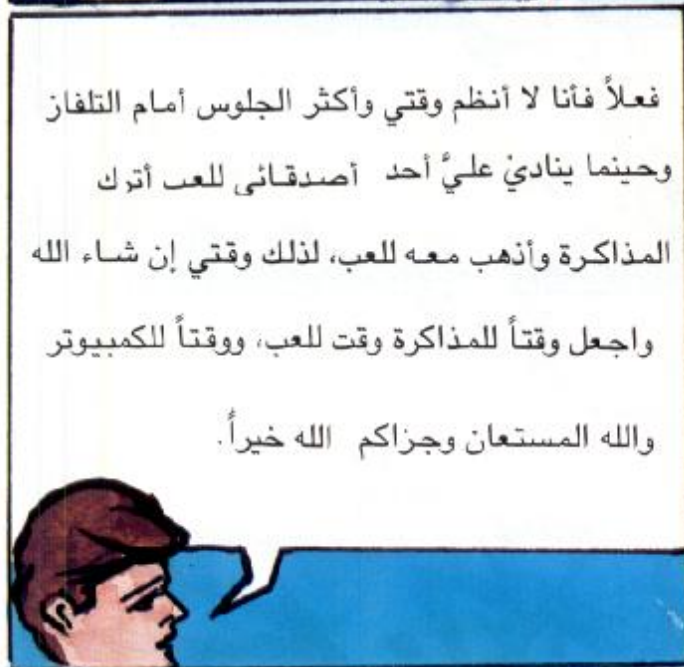 فعلاً فأنا لا أنظم وقتي وأكثر الجلوس أمام التلفاز
وحينما يناديْ عليَّ أحد أصدقائى للعب أترك
المذاكرة وأذهب معه للعب، لذلك وقتي إن شاء الله
واجعل وقتاً للمذاكرة وقت للعب، ووقتاً للكمبيوتر
والله المستعان وجزاكم الله خيراً.